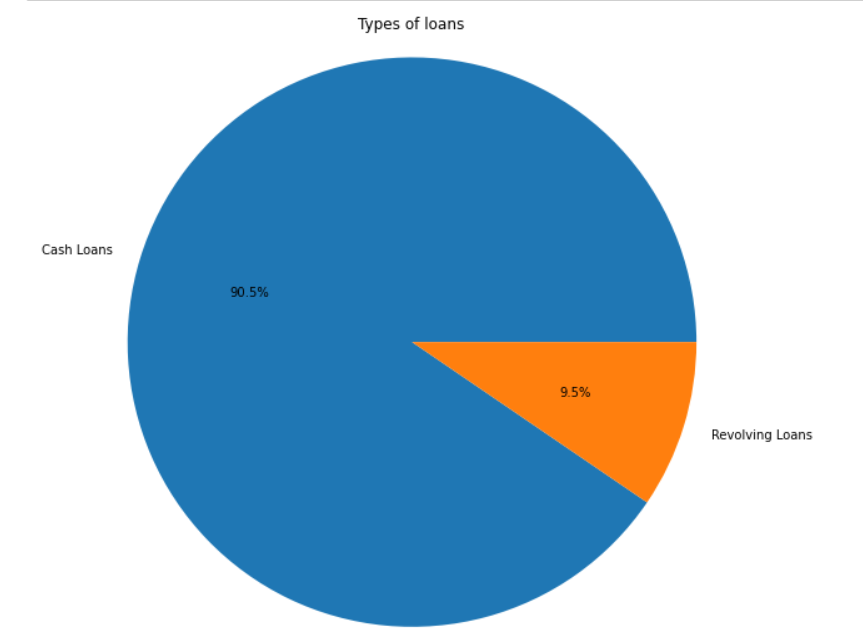 Types of loans
Cash Loans
90.5%
9.5%
Revolving Loans